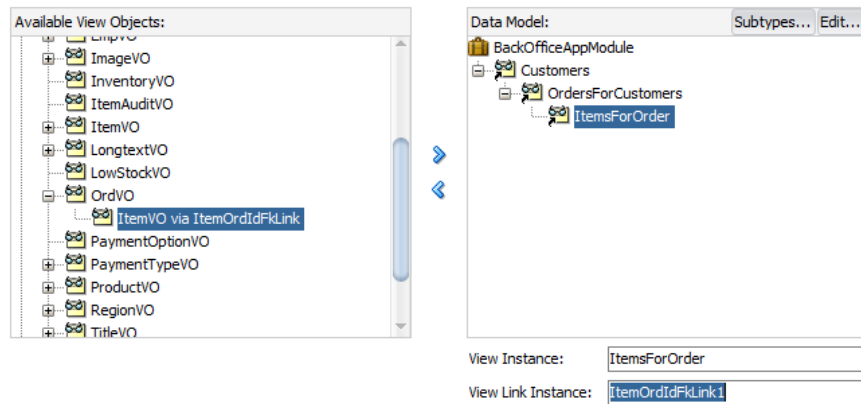 Available View Objects:
EmpVO
ImageVO
InventoryVO
ItemAuditVO
ItemVO
LongtextVO
LowStockVO
OrdVO
ItemVO via ItemOrdIdFkLink
PaymentOptionVO
PaymentTypeVO
ProductVO
RegionVO
TitleVO
Data Model:
Subtypes... Edit...
BackOfficeAppModule
Customers
OrdersForCustomers
ItemsForOrder
View Instance: ItemsForOrder
View Link Instance: ItemOrdIdFkLink1